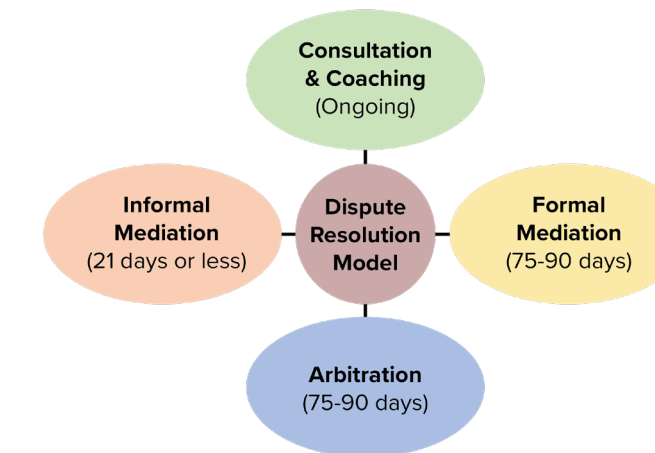 Consultation
& Coaching
(Ongoing)
Informal
Mediation
(21 days or less)
Dispute
Resolution
Model
Formal
Mediation
(75-90 days)
Arbitration
(75-90 days)